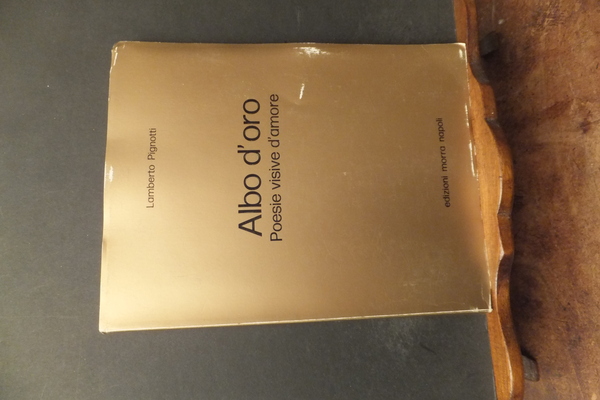 Lamberto Pignotti
Albo d'oro
Poesie visive d'amore
edizioni morra napoli